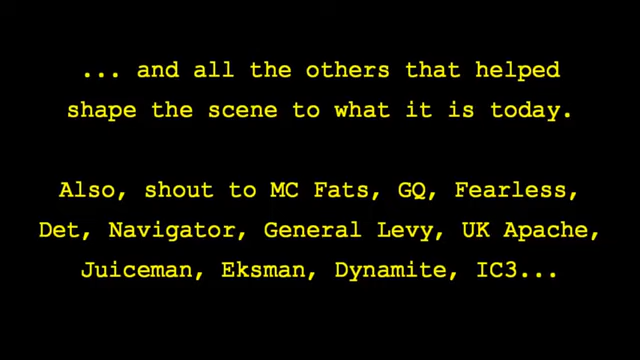 ... and all the others that helped
shape the scene to what it is today.
Also, shout to MC Fats, GQ, Fearless,
Det, Navigator, General Levy, UK Apache,
Juiceman, Eksman, Dynamite, IC3...